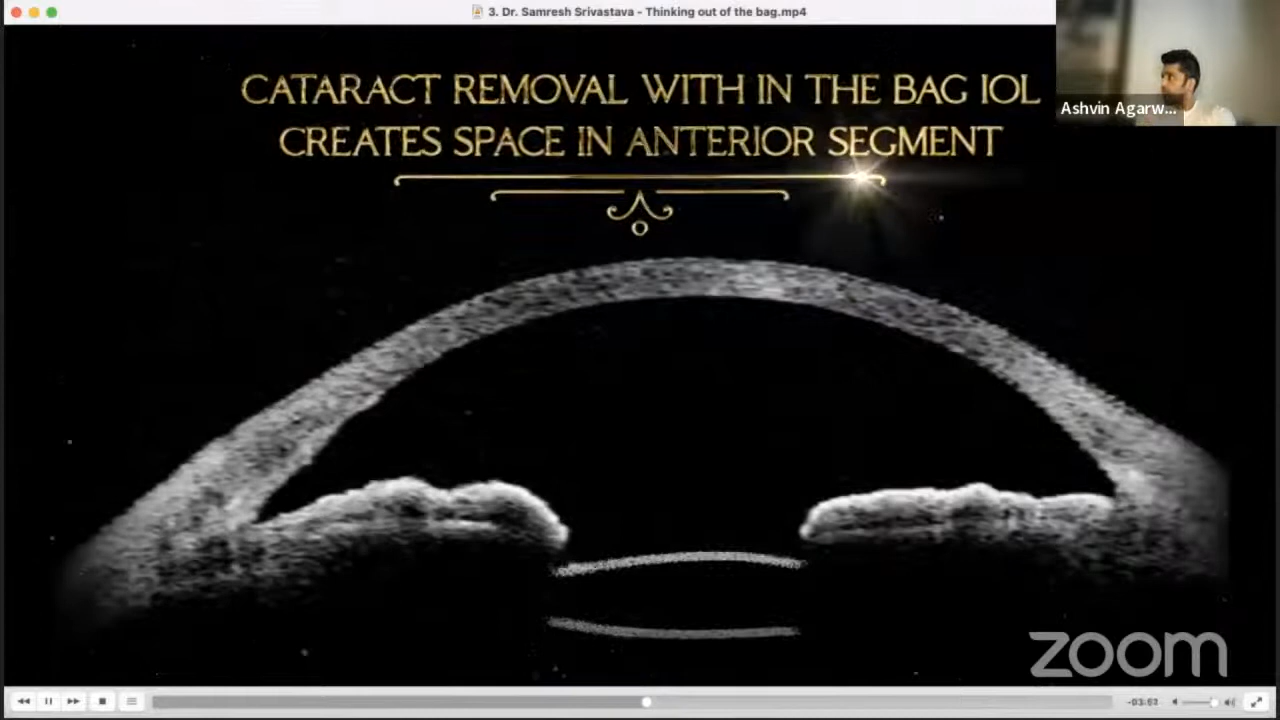 3. Dr. Samresh Srivastava - Thinking out of the bag.mp4
CATARACT REMOVAL WITH IN THE BAG IOL
CREATES SPACE IN ANTERIOR SEGMENT
Ashvin Agarw...
zoom